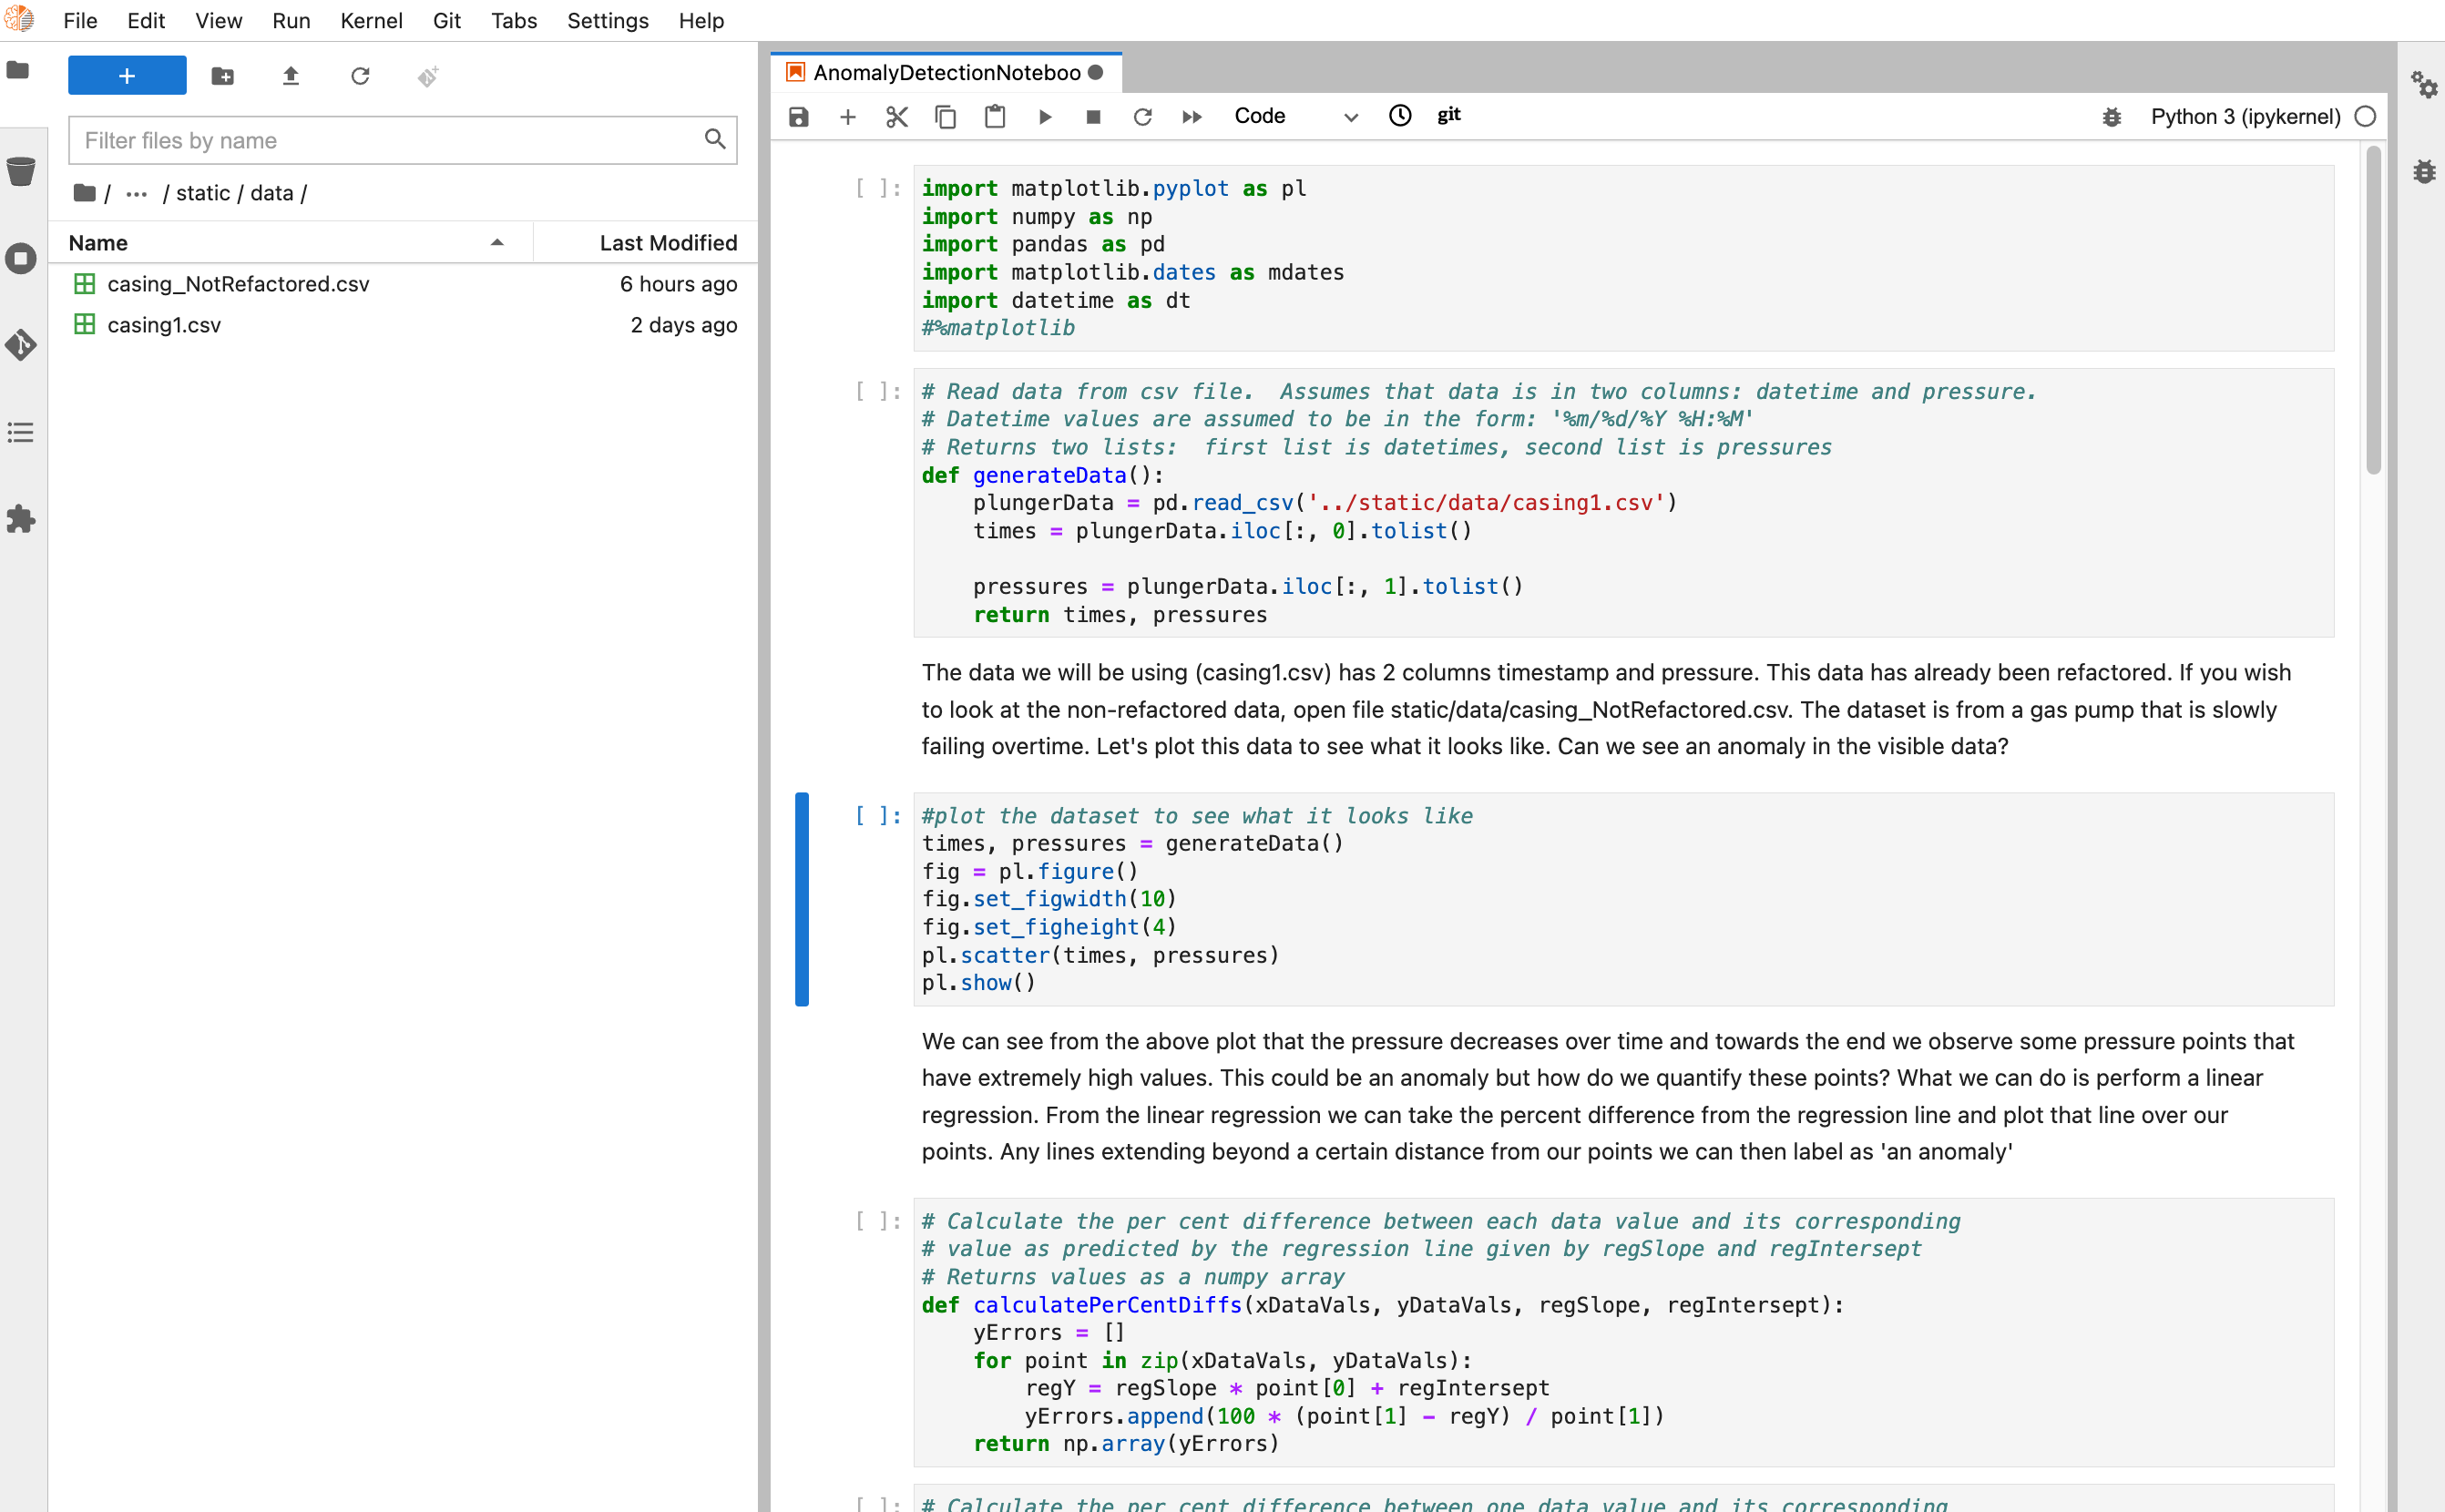 File Edit View Run Kernel Git Tabs Settings Help
+
Filter files by name
/ ··· / static / data /
Name Last Modified
casing_NotRefactored.csv 6 hours ago
casing1.csv 2 days ago
AnomalyDetectionNoteboo
Code git Python 3 (ipykernel)
[ ]: import matplotlib.pyplot as pl
import numpy as np
import pandas as pd
import matplotlib.dates as mdates
import datetime as dt
#%matplotlib
[ ]: # Read data from csv file.  Assumes that data is in two columns: datetime and pressure.
# Datetime values are assumed to be in the form: '%m/%d/%Y %H:%M'
# Returns two lists:  first list is datetimes, second list is pressures
def generateData():
    plungerData = pd.read_csv('../static/data/casing1.csv')
    times = plungerData.iloc[:, 0].tolist()
    pressures = plungerData.iloc[:, 1].tolist()
    return times, pressures
The data we will be using (casing1.csv) has 2 columns timestamp and pressure. This data has already been refactored. If you wish
to look at the non-refactored data, open file static/data/casing_NotRefactored.csv. The dataset is from a gas pump that is slowly
failing overtime. Let's plot this data to see what it looks like. Can we see an anomaly in the visible data?
[ ]: #plot the dataset to see what it looks like
times, pressures = generateData()
fig = pl.figure()
fig.set_figwidth(10)
fig.set_figheight(4)
pl.scatter(times, pressures)
pl.show()
We can see from the above plot that the pressure decreases over time and towards the end we observe some pressure points that
have extremely high values. This could be an anomaly but how do we quantify these points? What we can do is perform a linear
regression. From the linear regression we can take the percent difference from the regression line and plot that line over our
points. Any lines extending beyond a certain distance from our points we can then label as 'an anomaly'
[ ]: # Calculate the per cent difference between each data value and its corresponding
# value as predicted by the regression line given by regSlope and regIntersept
# Returns values as a numpy array
def calculatePerCentDiffs(xDataVals, yDataVals, regSlope, regIntersept):
    yErrors = []
    for point in zip(xDataVals, yDataVals):
        regY = regSlope * point[0] + regIntersept
        yErrors.append(100 * (point[1] - regY) / point[1])
    return np.array(yErrors)
[ ]: # Calculate the per cent difference between one data value and its corresponding